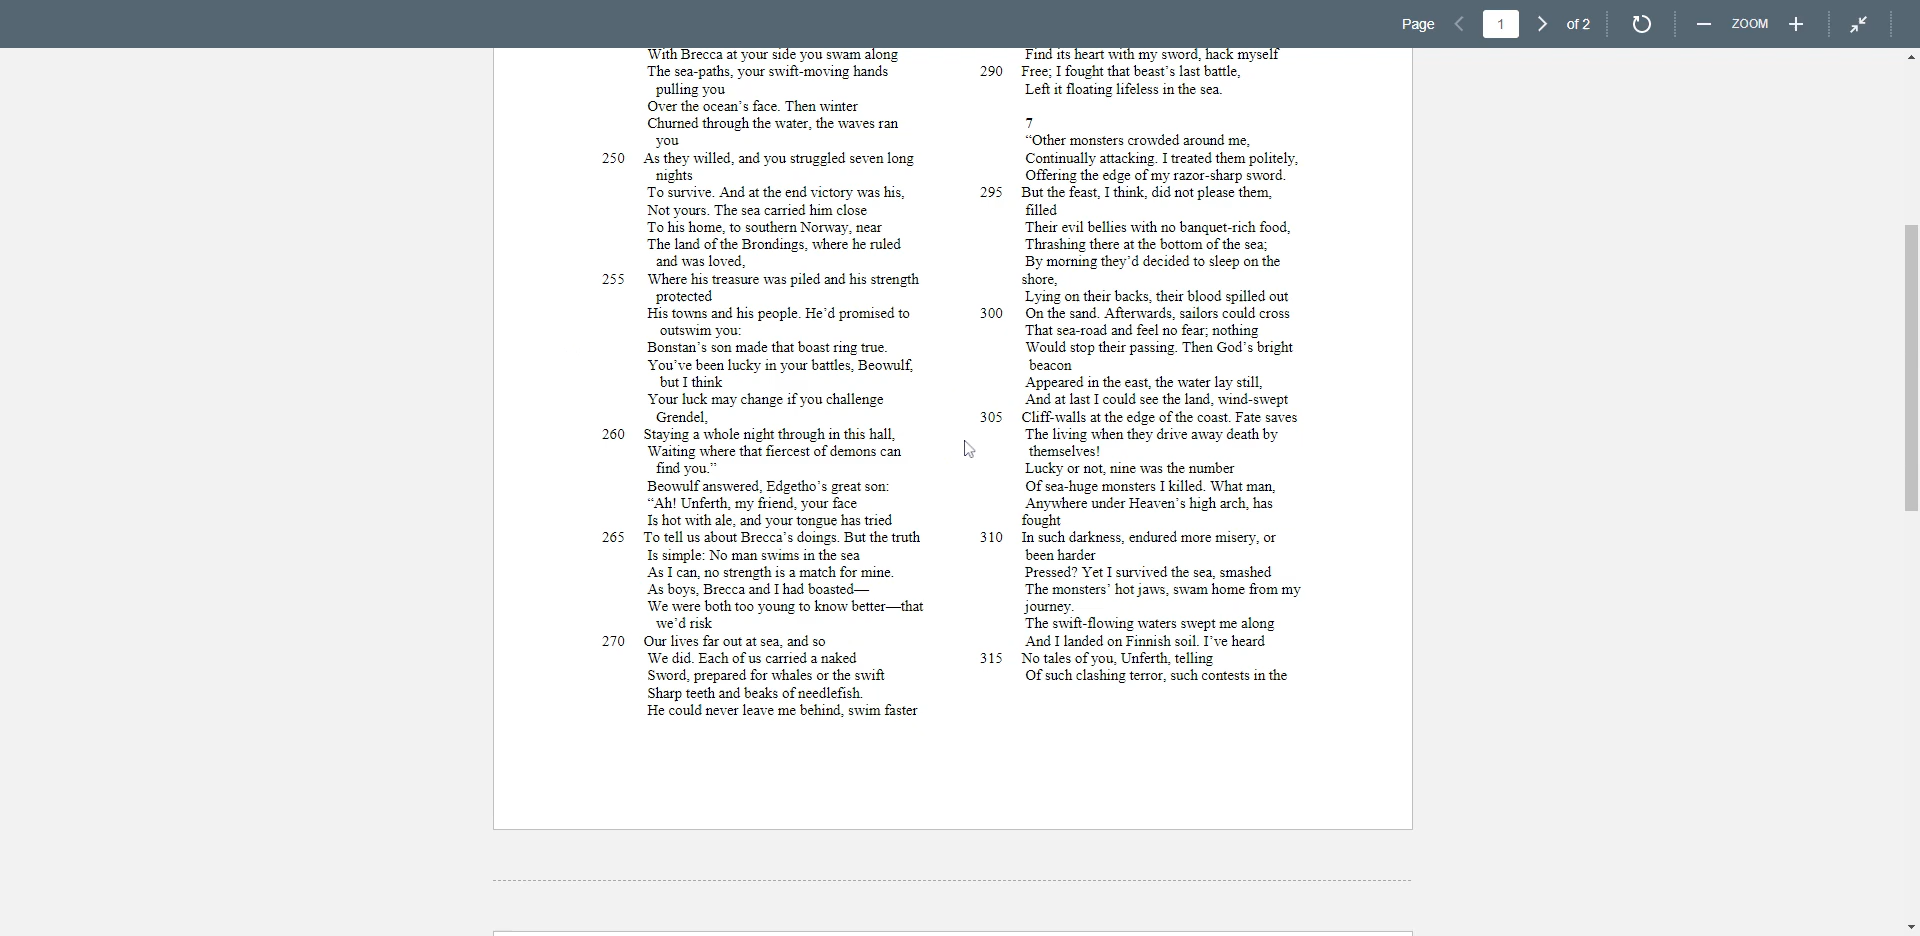 Page
1
of 2
ZOOM
With Brecca at your side you swam along
The sea-paths, your swift-moving hands
pulling you
Over the ocean's face. Then winter
Churned through the water, the waves ran
you
250 As they willed, and you struggled seven long
nights
To survive. And at the end victory was his,
Not yours. The sea carried him close
To his home, to southern Norway, near
The land of the Brondings, where he ruled
and was loved,
255 Where his treasure was piled and his strength
protected
His towns and his people. He'd promised to
outswim you:
Bonstan's son made that boast ring true.
You've been lucky in your battles, Beowulf,
but I think
Your luck may change if you challenge
Grendel,
260 Staying a whole night through in this hall,
Waiting where that fiercest of demons can
find you.”
Beowulf answered, Edgetho's great son:
“Ah! Unferth, my friend, your face
Is hot with ale, and your tongue has tried
265 To tell us about Brecca's doings. But the truth
Is simple: No man swims in the sea
As I can, no strength is a match for mine.
As boys, Brecca and I had boasted—
We were both too young to know better—that
we'd risk
270 Our lives far out at sea, and so
We did. Each of us carried a naked
Sword, prepared for whales or the swift
Sharp teeth and beaks of needlefish.
He could never leave me behind, swim faster
Find its heart with my sword, hack myself
290 Free; I fought that beast's last battle,
Left it floating lifeless in the sea.
7
“Other monsters crowded around me,
Continually attacking. I treated them politely,
Offering the edge of my razor-sharp sword.
295 But the feast, I think, did not please them,
filled
Their evil bellies with no banquet-rich food,
Thrashing there at the bottom of the sea;
By morning they'd decided to sleep on the
shore,
Lying on their backs, their blood spilled out
300 On the sand. Afterwards, sailors could cross
That sea-road and feel no fear; nothing
Would stop their passing. Then God's bright
beacon
Appeared in the east, the water lay still,
And at last I could see the land, wind-swept
305 Cliff-walls at the edge of the coast. Fate saves
The living when they drive away death by
themselves!
Lucky or not, nine was the number
Of sea-huge monsters I killed. What man,
Anywhere under Heaven's high arch, has
fought
310 In such darkness, endured more misery, or
been harder
Pressed? Yet I survived the sea, smashed
The monsters' hot jaws, swam home from my
journey.
The swift-flowing waters swept me along
And I landed on Finnish soil. I've heard
315 No tales of you, Unferth, telling
Of such clashing terror, such contests in the